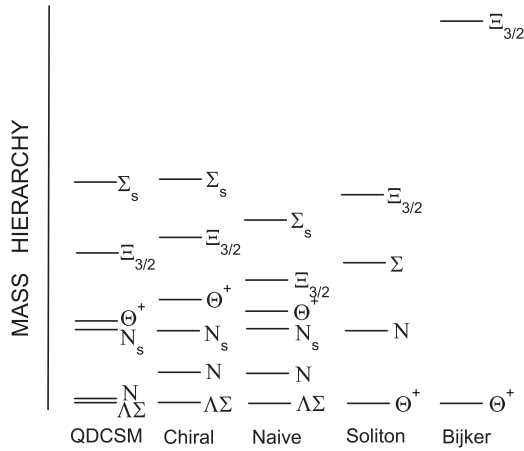 MASS HIERARCHY
Ξ3/2
Σs
Σs
Ξ3/2
Σs
Ξ3/2
Ξ3/2
Σ
Ξ3/2
Θ+
Θ+
Θ+
Ns
Ns
Ns
N
N
N
N
ΛΣ
ΛΣ
ΛΣ
Θ+
Θ+
QDCSM Chiral Naive Soliton Bijker